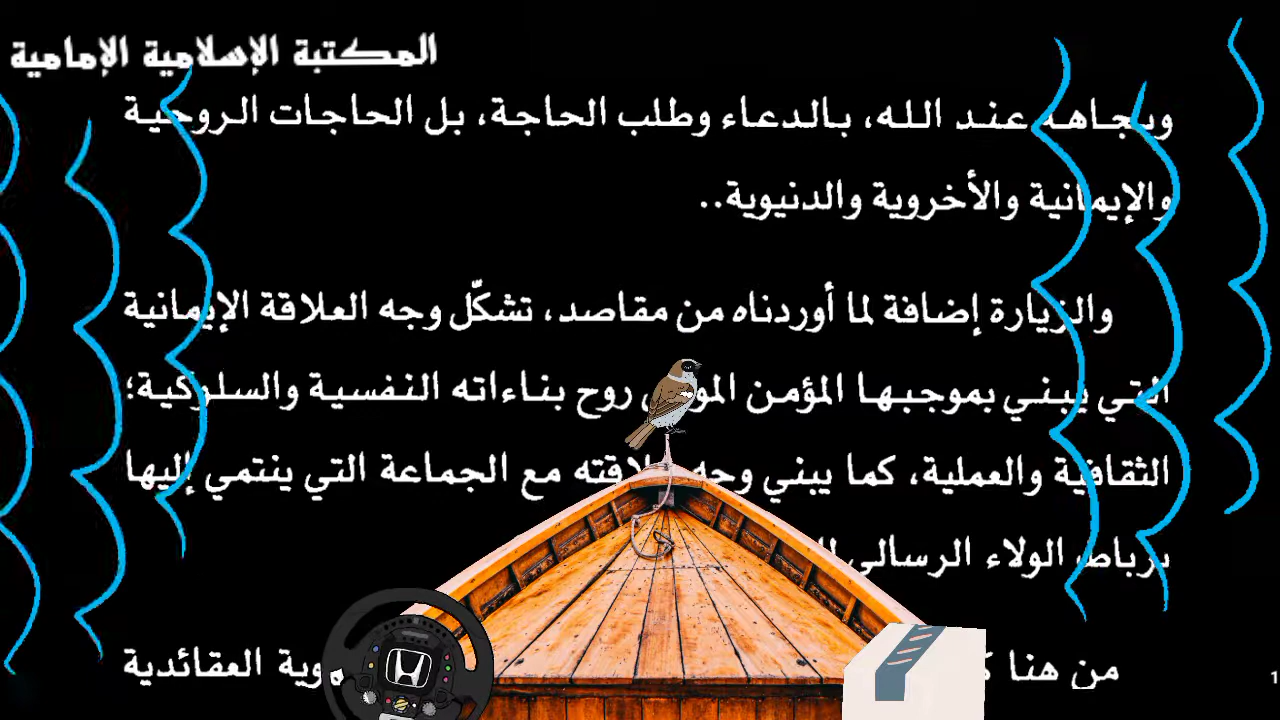 المكتبة الإسلامية الإمامية
وبجاهه عند الله، بالدعاء وطلب الحاجة، بل الحاجات الروحية
والإيمانية والأخروية والدنيوية..
والزيارة إضافة لما أوردناه من مقاصد، تشكّل وجه العلاقة الإيمانية
التي يبني بموجبها المؤمن روح بناءاته النفسية والسلوكية؛
الثقافية والعملية، كما يبني وجه علاقته مع الجماعة التي ينتمي إليها
برباط الولاء الرسالي
من هنا العقائدية
1